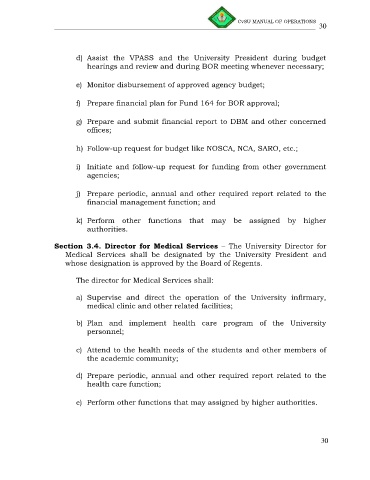 CvSU MANUAL OF OPERATIONS
30
d) Assist the VPASS and the University President during budget
hearings and review and during BOR meeting whenever necessary;
e) Monitor disbursement of approved agency budget;
f) Prepare financial plan for Fund 164 for BOR approval;
g) Prepare and submit financial report to DBM and other concerned
offices;
h) Follow-up request for budget like NOSCA, NCA, SARO, etc.;
i) Initiate and follow-up request for funding from other government
agencies;
j) Prepare periodic, annual and other required report related to the
financial management function; and
k) Perform other functions that may be assigned by higher
authorities.
Section 3.4. Director for Medical Services – The University Director for
Medical Services shall be designated by the University President and
whose designation is approved by the Board of Regents.
The director for Medical Services shall:
a) Supervise and direct the operation of the University infirmary,
medical clinic and other related facilities;
b) Plan and implement health care program of the University
personnel;
c) Attend to the health needs of the students and other members of
the academic community;
d) Prepare periodic, annual and other required report related to the
health care function;
e) Perform other functions that may assigned by higher authorities.
30